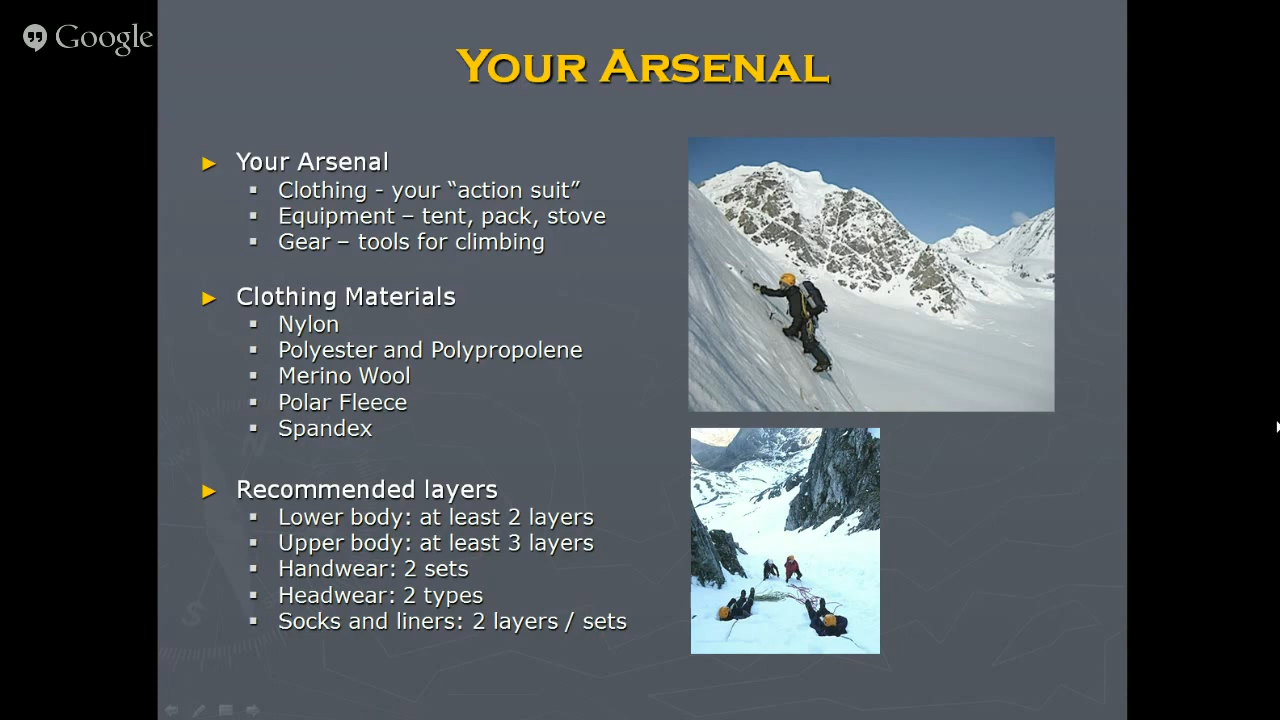 Google
Your Arsenal
► Your Arsenal
▪ Clothing - your “action suit”
▪ Equipment – tent, pack, stove
▪ Gear – tools for climbing
► Clothing Materials
▪ Nylon
▪ Polyester and Polypropolene
▪ Merino Wool
▪ Polar Fleece
▪ Spandex
► Recommended layers
▪ Lower body: at least 2 layers
▪ Upper body: at least 3 layers
▪ Handwear: 2 sets
▪ Headwear: 2 types
▪ Socks and liners: 2 layers / sets